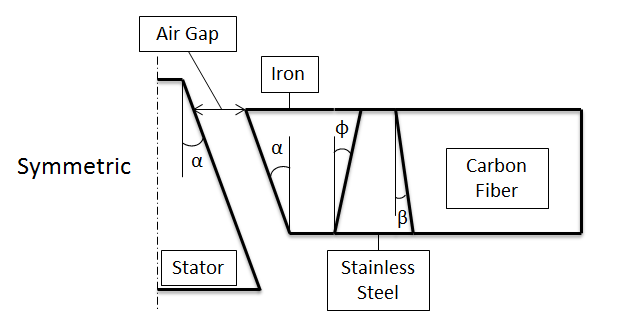 Air Gap
Iron
ϕ
α
α
Symmetric
Carbon
Fiber
β
Stator
Stainless
Steel